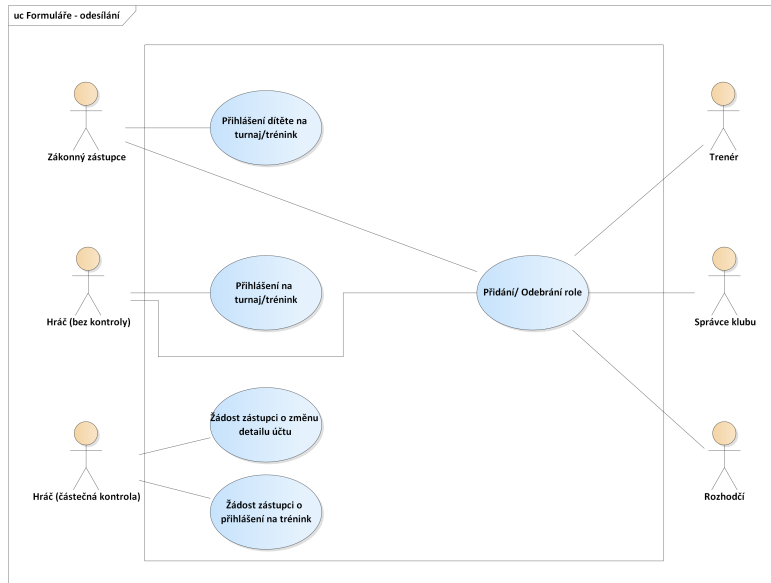 uc Formuláře - odesílání
Přihlášení dítěte na
turnaj/trénink
Zákonný zástupce
Trenér
Přihlášení na
turnaj/trénink
Přidání/ Odebrání role
Hráč (bez kontroly)
Správce klubu
Žádost zástupci o změnu
detailu účtu
Hráč (částečná kontrola)
Žádost zástupci o
přihlášení na trénink
Rozhodčí